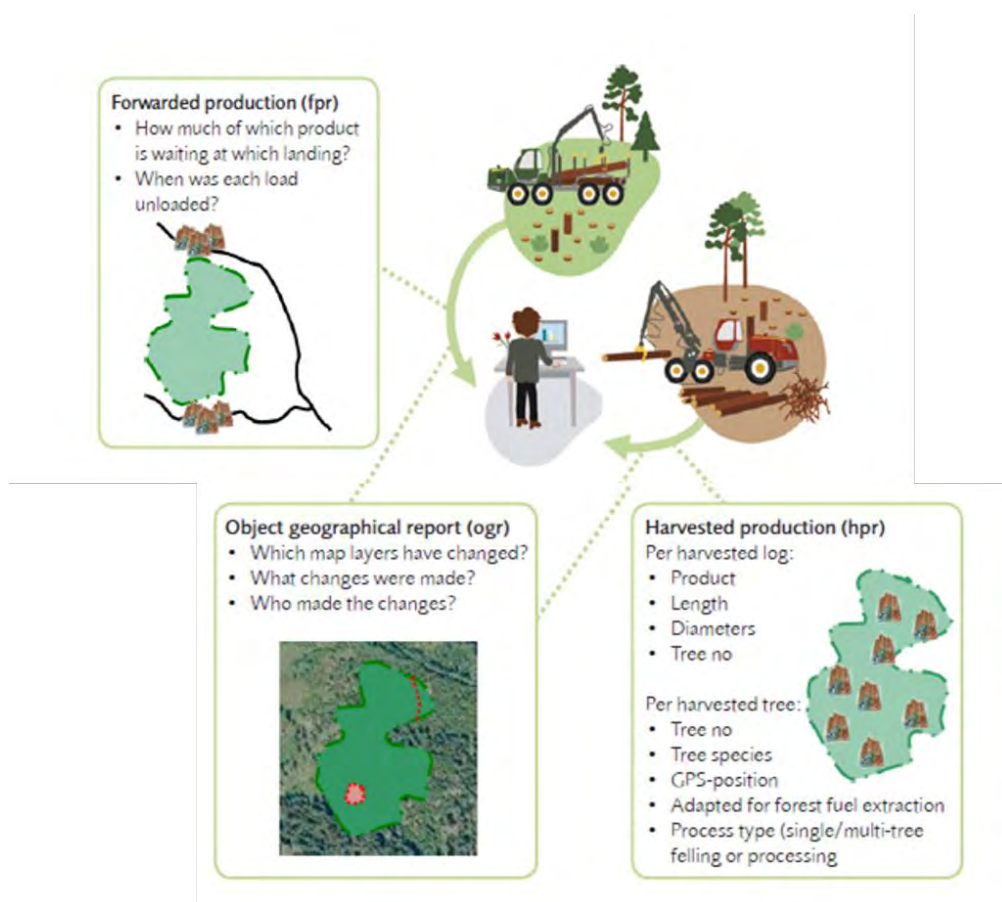 Forwarded production (fpr)
• How much of which product
is waiting at which landing?
• When was each load
unloaded?
Object geographical report (ogr)
• Which map layers have changed?
• What changes were made?
• Who made the changes?
Harvested production (hpr)
Per harvested log:
• Product
• Length
• Diameters
• Tree no
Per harvested tree:
• Tree no
• Tree species
• GPS-position
• Adapted for forest fuel extraction
• Process type (single/multi-tree
felling or processing